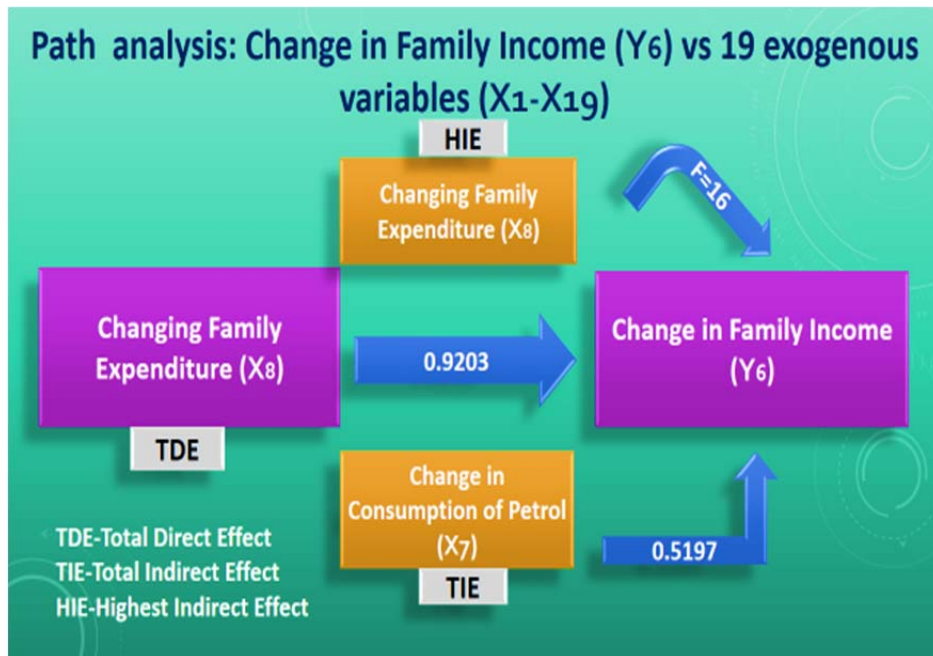 Path analysis: Change in Family Income (Y6) vs 19 exogenous
variables (X1-X19)
HIE
Changing Family
Expenditure (X8)
F=16
Changing Family
Expenditure (X8)
TDE
0.9203
Change in Family Income
(Y6)
Change in
Consumption of Petrol
(X7)
TIE
0.5197
TDE-Total Direct Effect
TIE-Total Indirect Effect
HIE-Highest Indirect Effect